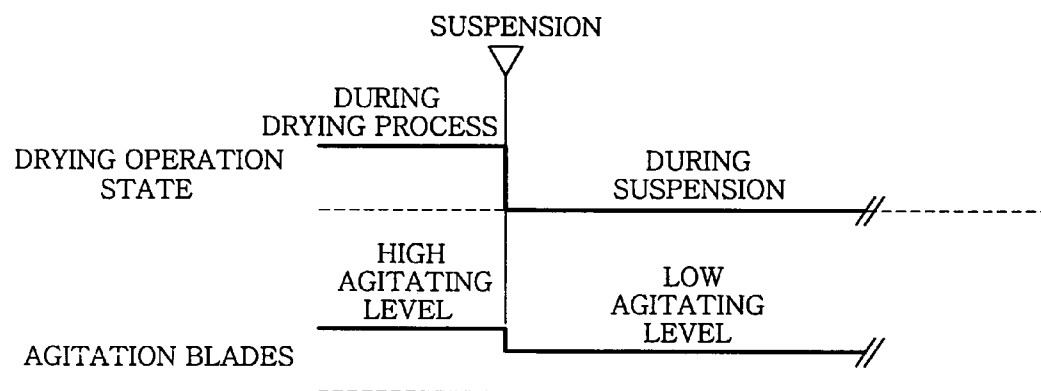 SUSPENSION
DURING
DRYING PROCESS
DRYING OPERATION
STATE
DURING
SUSPENSION
HIGH
AGITATING
LEVEL
LOW
AGITATING
LEVEL
AGITATION BLADES